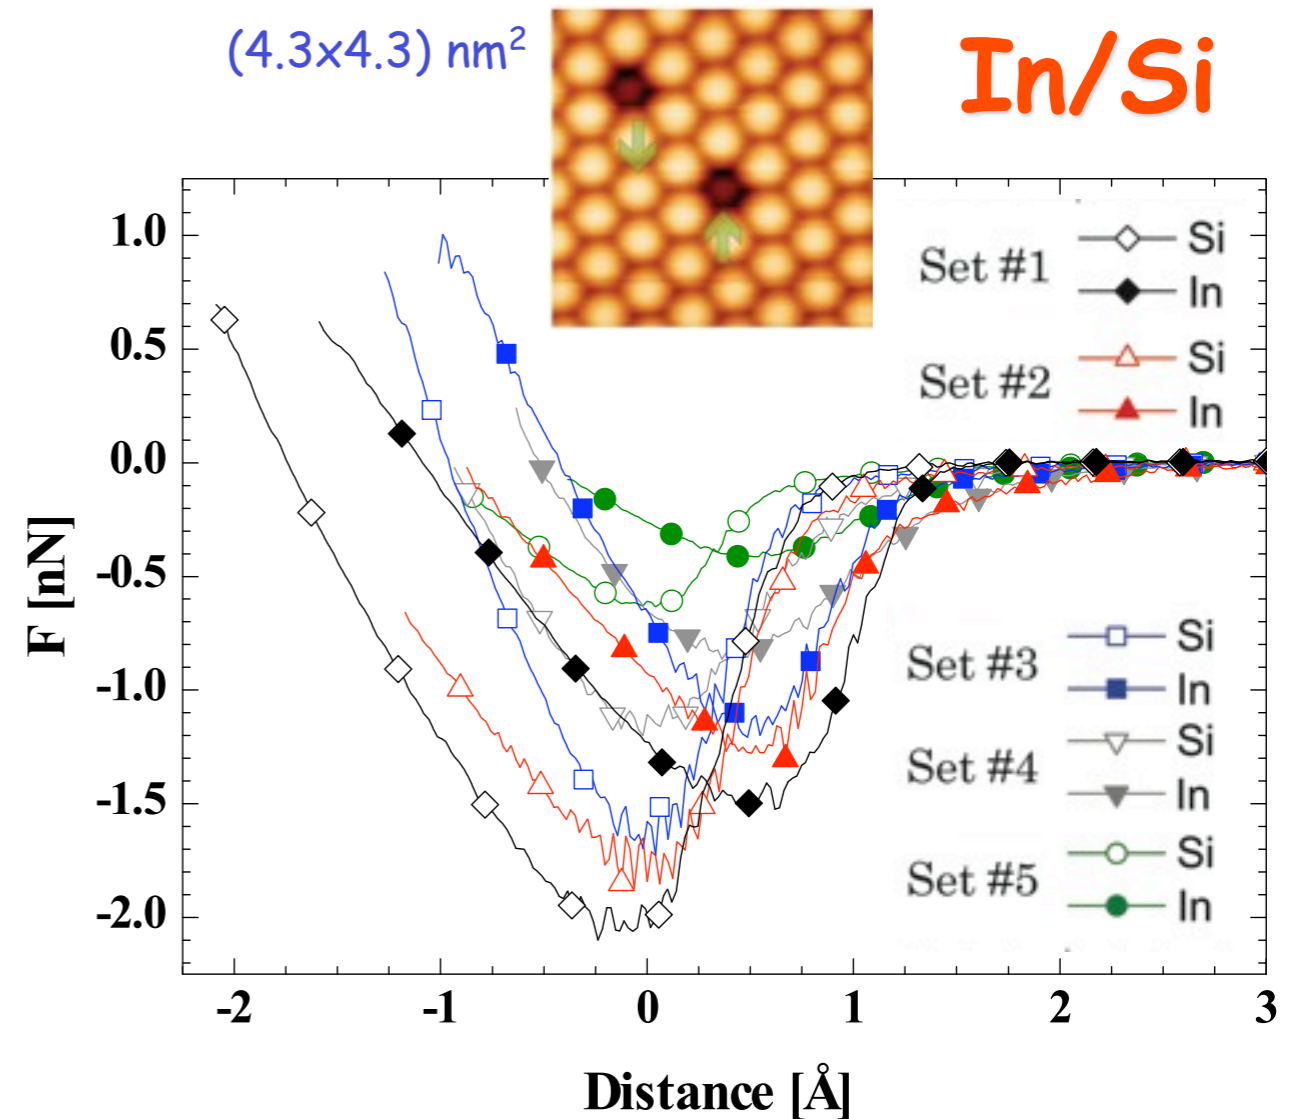 (4.3x4.3) nm²
In/Si
Set #1
Si
In
Set #2
Si
In
Set #3
Si
In
Set #4
Si
In
Set #5
Si
In
1.0
0.5
0.0
-0.5
-1.0
-1.5
-2.0
F [nN]
-2 -1 0 1 2 3
Distance [Å]